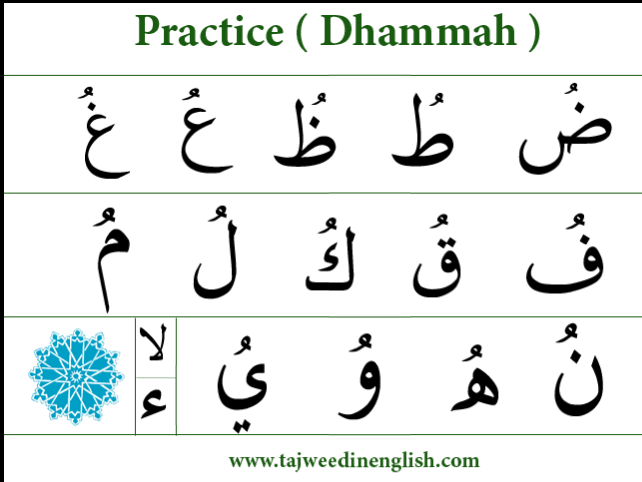 Practice ( Dhammah )
ضُ طُ ظُ عُ غُ
فُ قُ كُ لُ مُ
نُ هُ وُ يُ لا
ء
www.tajweedinenglish.com